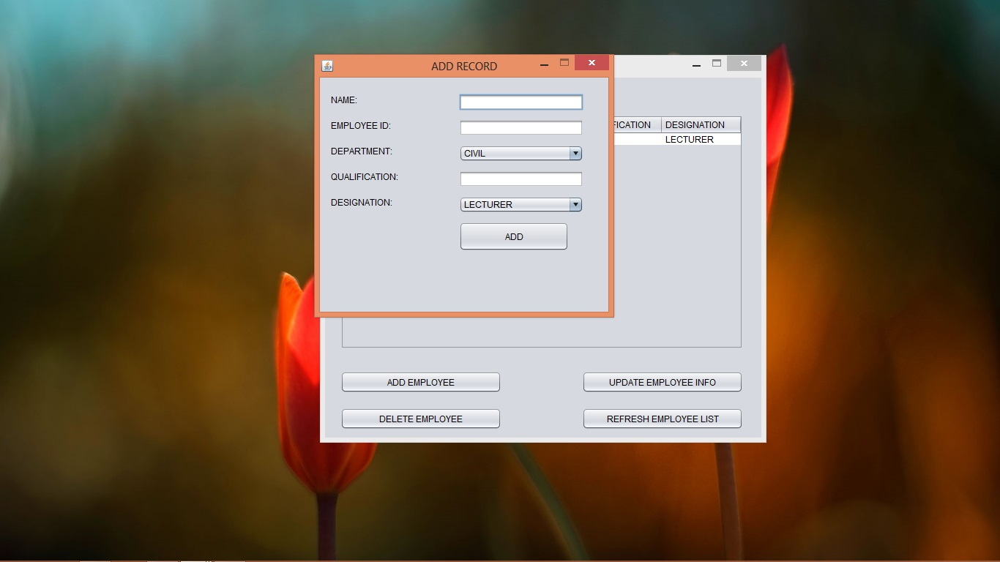 ADD RECORD
NAME:
EMPLOYEE ID:
DEPARTMENT:
CIVIL
QUALIFICATION:
DESIGNATION:
LECTURER
ADD
DESIGNATION
LECTURER
ADD EMPLOYEE
UPDATE EMPLOYEE INFO
DELETE EMPLOYEE
REFRESH EMPLOYEE LIST